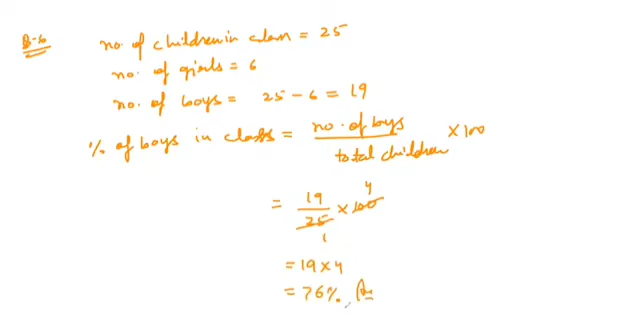 Q-6
no. of children in class = 25
no. of girls = 6
no. of boys = 25 - 6 = 19
% of boys in class = no. of boys / total children × 100
= 19/25 × 100 4
1
= 19 × 4
= 76% Ans